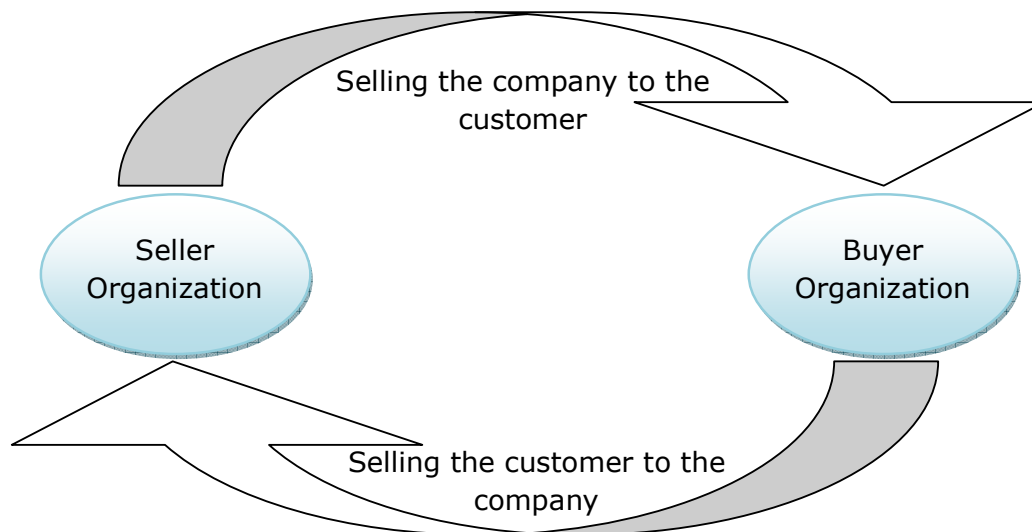 Selling the company to the
customer
Seller
Organization
Buyer
Organization
Selling the customer to the
company